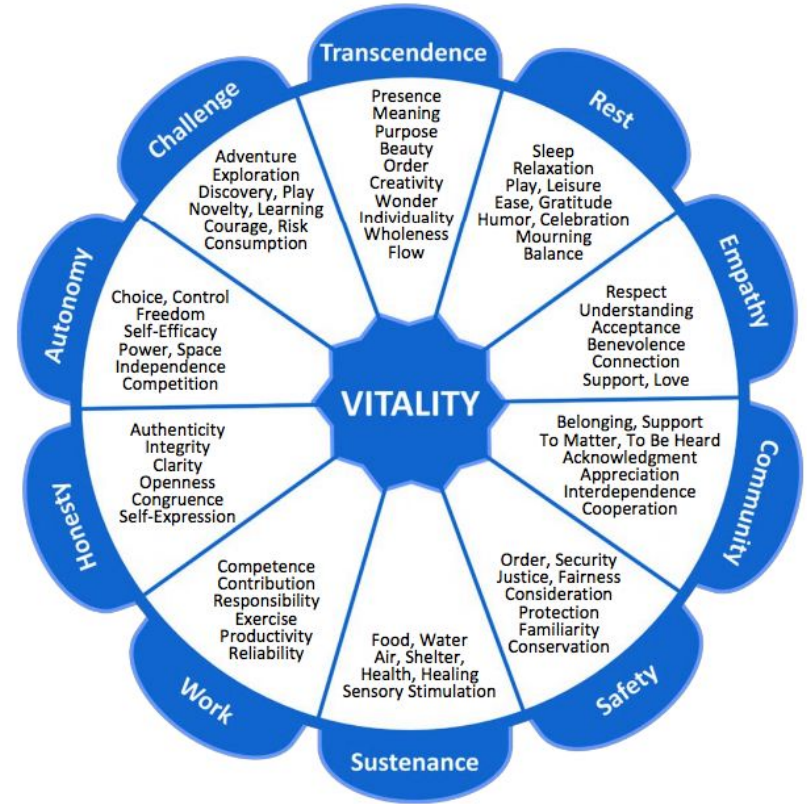 Transcendence
Presence
Meaning
Purpose
Beauty
Order
Creativity
Wonder
Individuality
Wholeness
Flow
Rest
Sleep
Relaxation
Play, Leisure
Ease, Gratitude
Humor, Celebration
Mourning
Balance
Empathy
Respect
Understanding
Acceptance
Benevolence
Connection
Support, Love
Community
Belonging, Support
To Matter, To Be Heard
Acknowledgment
Appreciation
Interdependence
Cooperation
Safety
Order, Security
Justice, Fairness
Consideration
Protection
Familiarity
Conservation
Sustenance
Food, Water
Air, Shelter,
Health, Healing
Sensory Stimulation
Work
Competence
Contribution
Responsibility
Exercise
Productivity
Reliability
Honesty
Authenticity
Integrity
Clarity
Openness
Congruence
Self-Expression
Autonomy
Choice, Control
Freedom
Self-Efficacy
Power, Space
Independence
Competition
Challenge
Adventure
Exploration
Discovery, Play
Novelty, Learning
Courage, Risk
Consumption
VITALITY